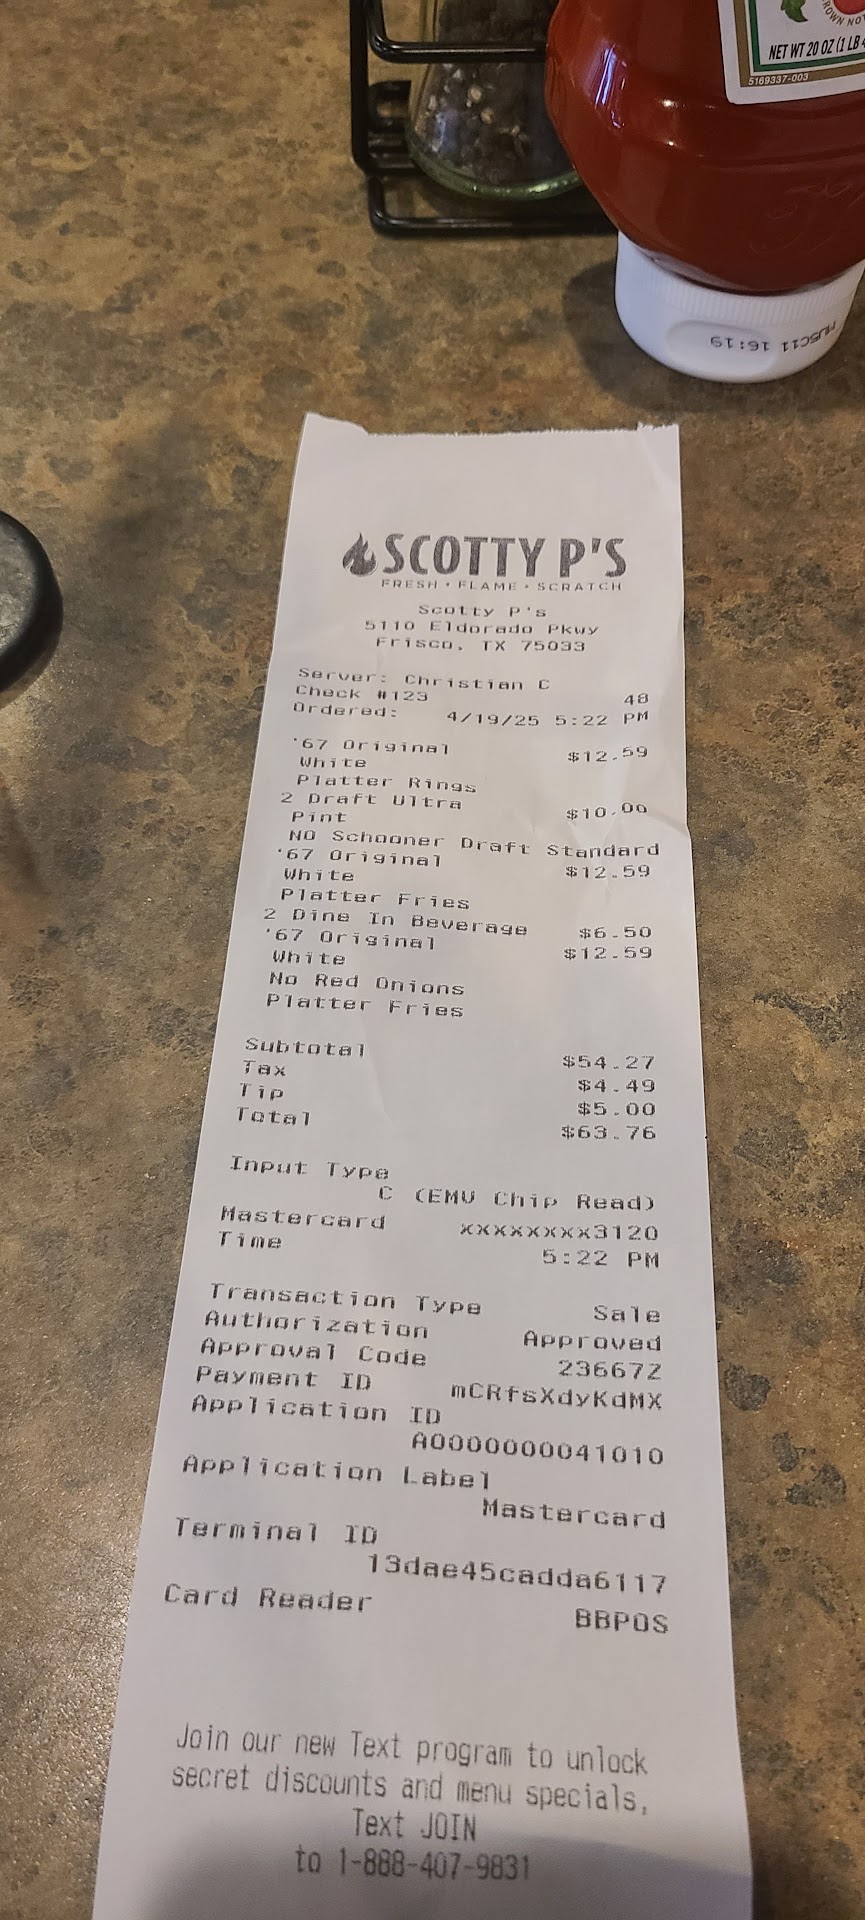 OWN NO
NET WT 20 OZ (1 LB 4
5169337-003
MU5C11 16:19
SCOTTY P'S
FRESH • FLAME • SCRATCH
Scotty P's
5110 Eldorado Pkwy
Frisco, TX 75033
Server: Christian C
Check #123 48
Ordered: 4/19/25 5:22 PM
'67 Original $12.59
White
Platter Rings
2 Draft Ultra $10.00
Pint
NO Schooner Draft Standard
'67 Original $12.59
White
Platter Fries
2 Dine In Beverage $6.50
'67 Original $12.59
White
No Red Onions
Platter Fries
Subtotal $54.27
Tax $4.49
Tip $5.00
Total $63.76
Input Type
C (EMV Chip Read)
Mastercard xxxxxxxx3120
Time 5:22 PM
Transaction Type Sale
Authorization Approved
Approval Code 23667Z
Payment ID mCRfsXdyKdMX
Application ID
A0000000041010
Application Label
Mastercard
Terminal ID
13dae45cadda6117
Card Reader BBPOS
Join our new Text program to unlock
secret discounts and menu specials,
Text JOIN
to 1-888-407-9831